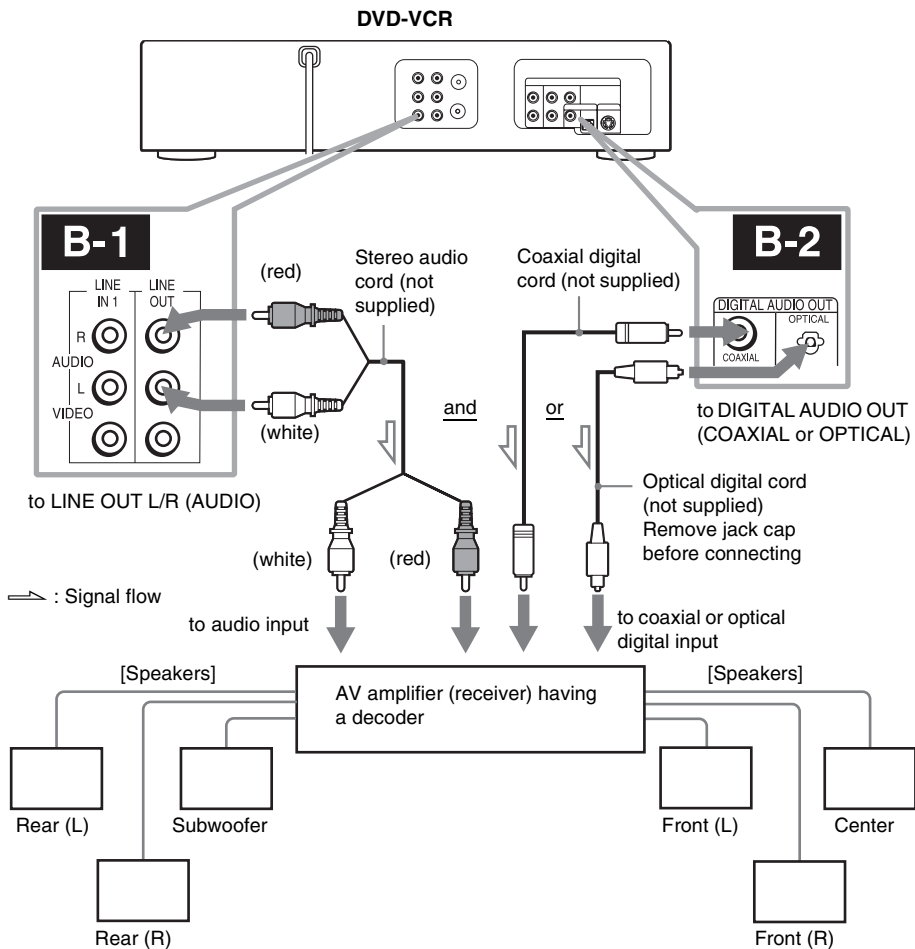 DVD-VCR
B-1
LINE IN 1
LINE OUT
R
AUDIO
L
VIDEO
(red)
(white)
Stereo audio
cord (not
supplied)
to LINE OUT L/R (AUDIO)
Coaxial digital
cord (not supplied)
B-2
DIGITAL AUDIO OUT
OPTICAL
COAXIAL
to DIGITAL AUDIO OUT
(COAXIAL or OPTICAL)
and
or
Optical digital cord
(not supplied)
Remove jack cap
before connecting
(white)
(red)
: Signal flow
to audio input
to coaxial or optical
digital input
[Speakers]
[Speakers]
AV amplifier (receiver) having
a decoder
Rear (L)
Subwoofer
Front (L)
Center
Rear (R)
Front (R)